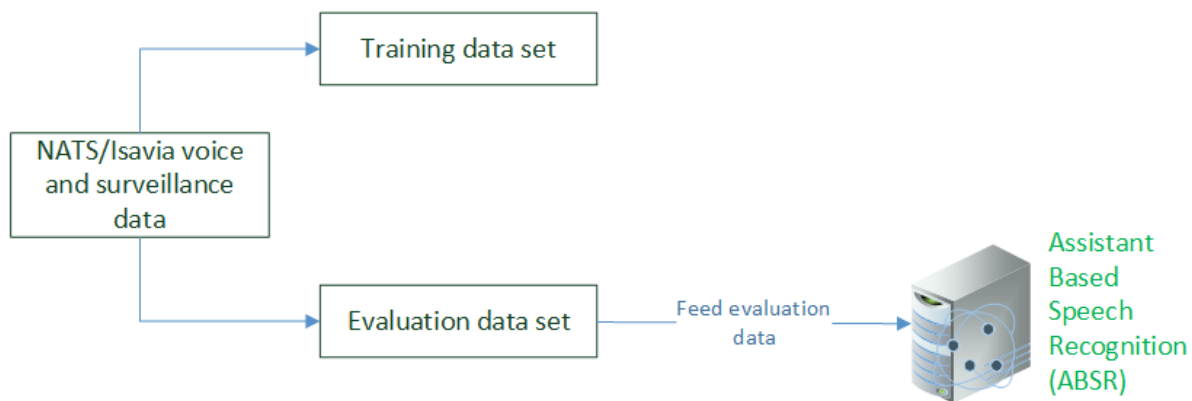 Training data set
NATS/Isavia voice
and surveillance
data
Evaluation data set
Feed evaluation
data
Assistant
Based
Speech
Recognition
(ABSR)